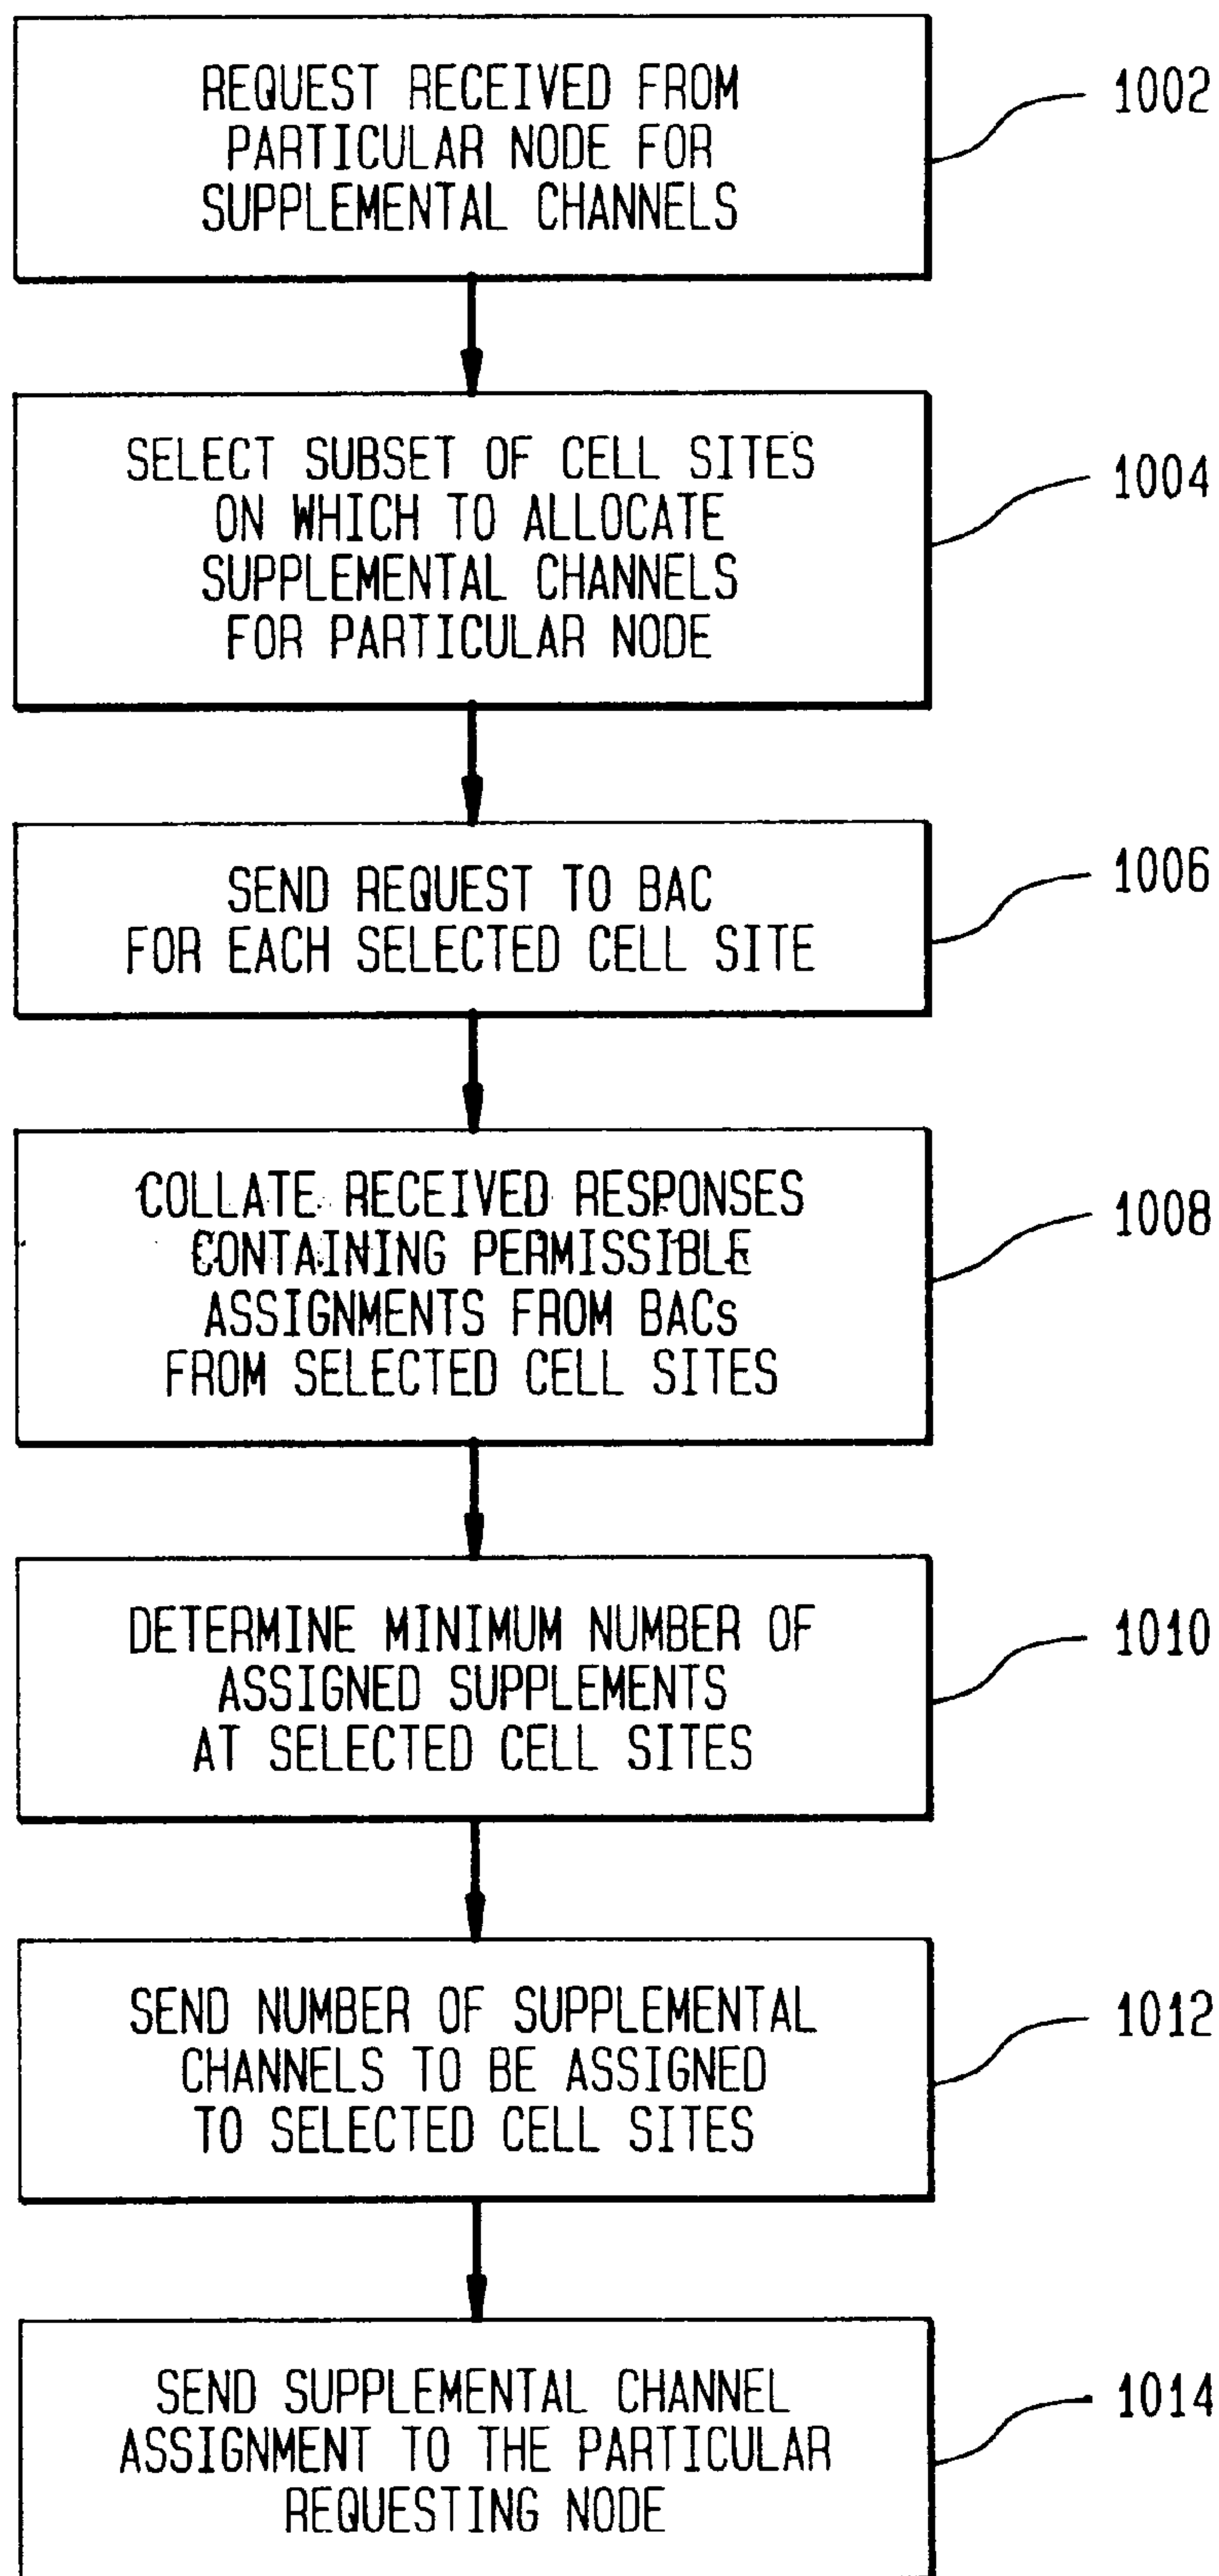 REQUEST RECEIVED FROM
PARTICULAR NODE FOR
SUPPLEMENTAL CHANNELS
1002
SELECT SUBSET OF CELL SITES
ON WHICH TO ALLOCATE
SUPPLEMENTAL CHANNELS
FOR PARTICULAR NODE
1004
SEND REQUEST TO BAC
FOR EACH SELECTED CELL SITE
1006
COLLATE RECEIVED RESPONSES
CONTAINING PERMISSIBLE
ASSIGNMENTS FROM BACs
FROM SELECTED CELL SITES
1008
DETERMINE MINIMUM NUMBER OF
ASSIGNED SUPPLEMENTS
AT SELECTED CELL SITES
1010
SEND NUMBER OF SUPPLEMENTAL
CHANNELS TO BE ASSIGNED
TO SELECTED CELL SITES
1012
SEND SUPPLEMENTAL CHANNEL
ASSIGNMENT TO THE PARTICULAR
REQUESTING NODE
1014